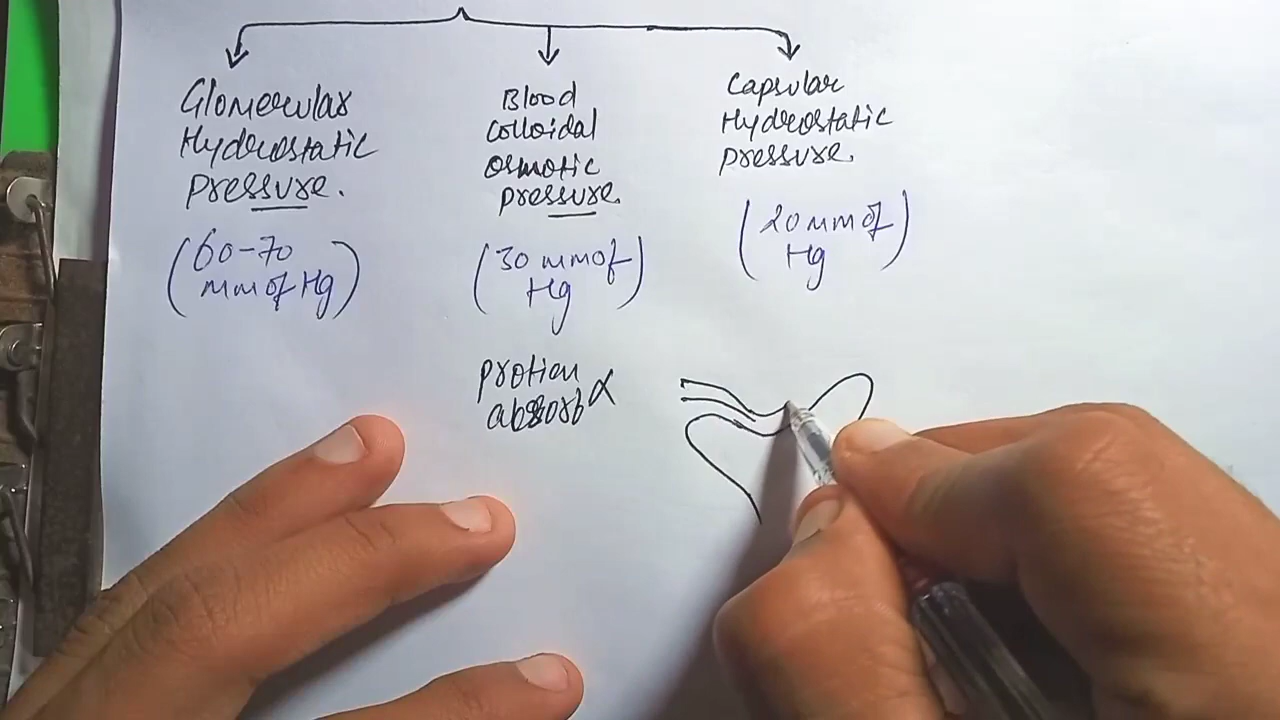 Glomerular
Hydrostatic
pressure.
(60-70
mm of Hg)
Blood
colloidal
osmotic
pressure.
(30 mm of
Hg)
protien
absorb α
Capsular
Hydrostatic
pressure.
(20 mm of
Hg)